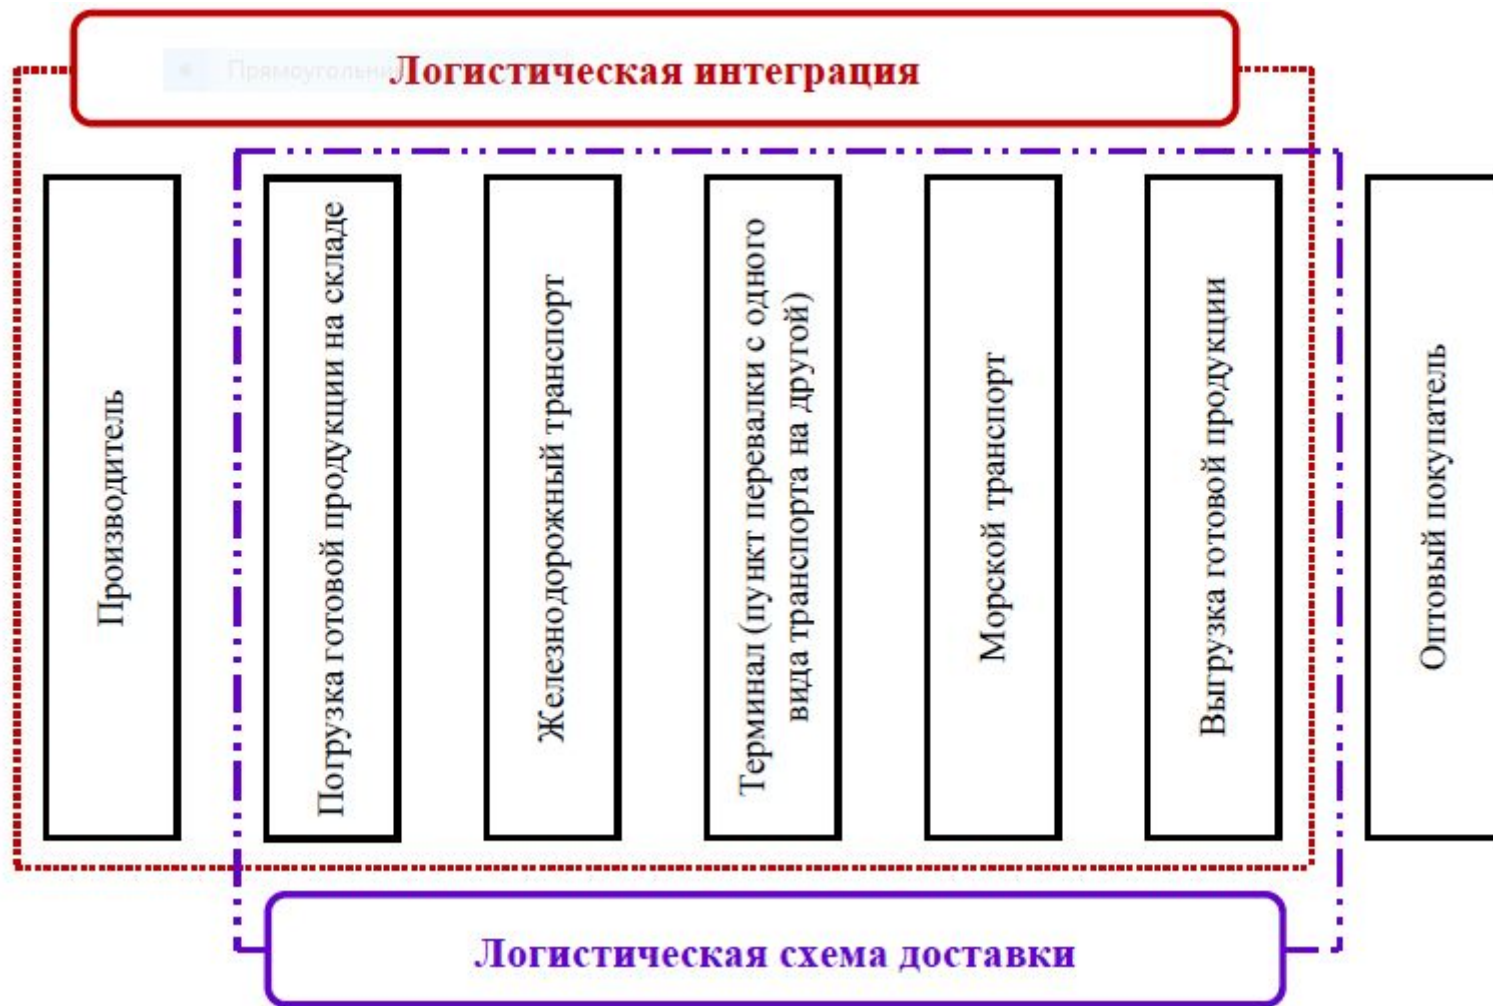 Прямоугольник
Логистическая интеграция
Производитель
Погрузка готовой продукции на складе
Железнодорожный транспорт
Терминал (пункт перевалки с одного
вида транспорта на другой)
Морской транспорт
Выгрузка готовой продукции
Оптовый покупатель
Логистическая схема доставки